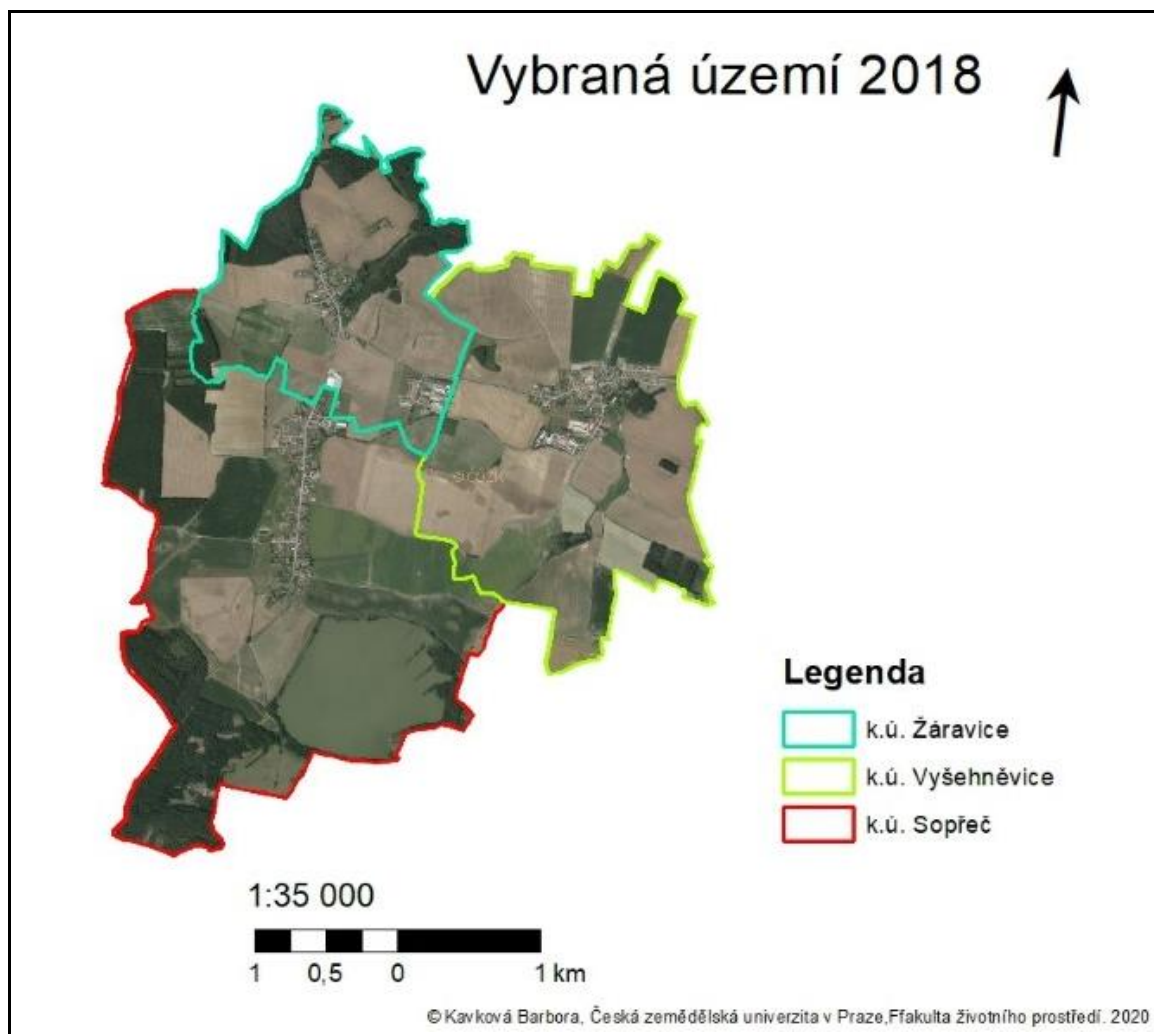 Vybraná území 2018
Legenda
k.ú. Žáravice
k.ú. Vyšehněvice
k.ú. Sopřeč
1:35 000
1 0,5 0 1 km
© Kavková Barbora, Česká zemědělská univerzita v Praze,Ffakulta životního prostředí. 2020